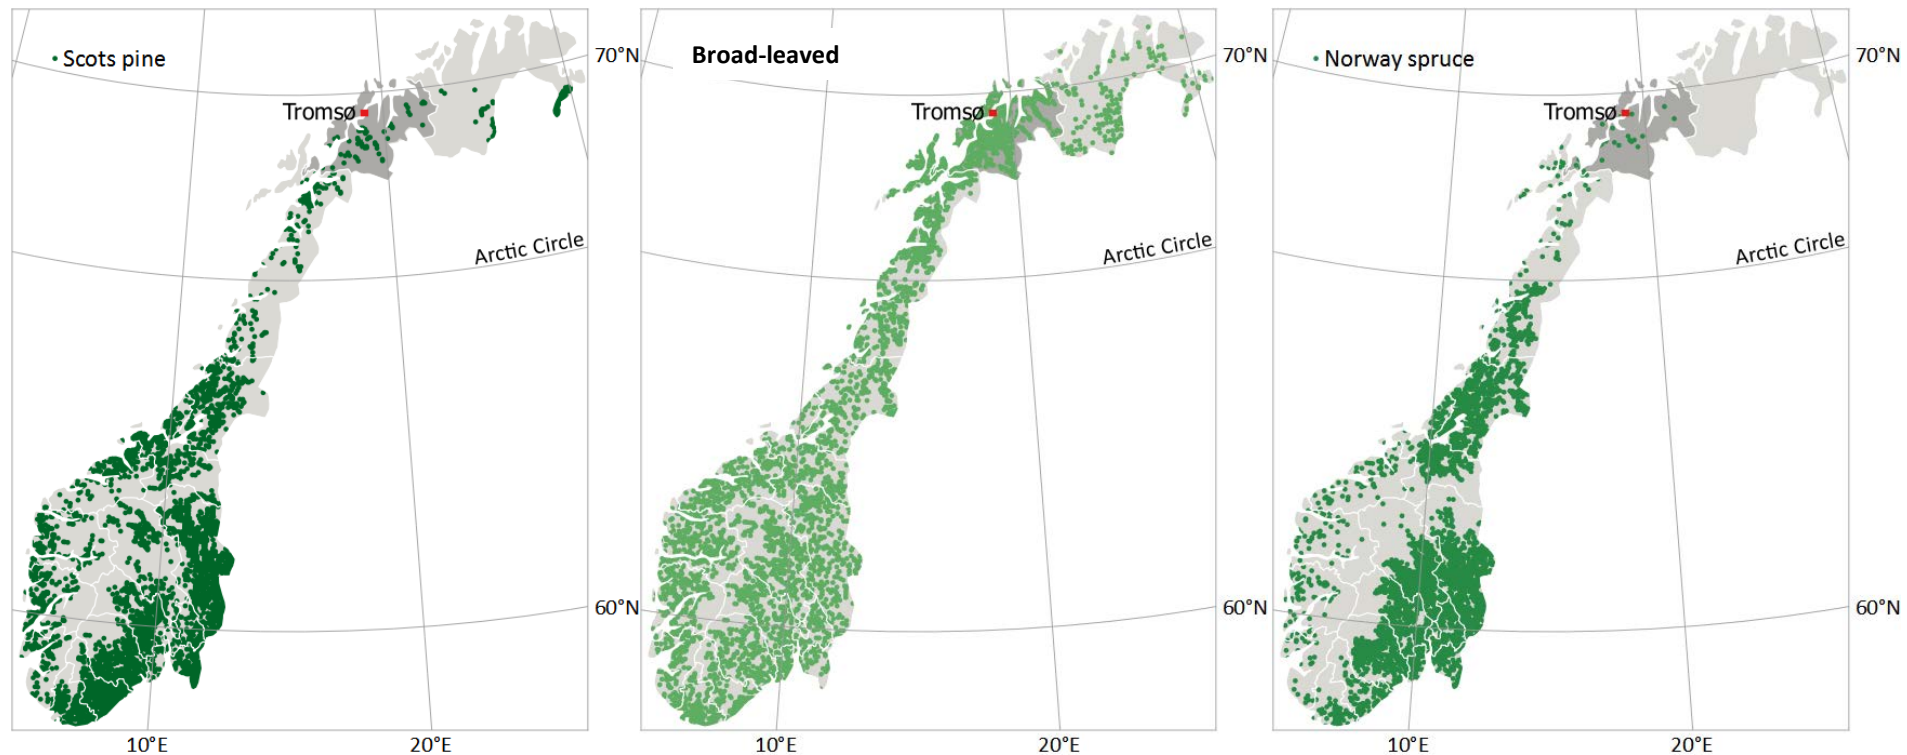 Scots pine
Tromsø
Arctic Circle
10°E
20°E
70°N
60°N
Broad-leaved
Tromsø
Arctic Circle
10°E
20°E
70°N
60°N
Norway spruce
Tromsø
Arctic Circle
10°E
20°E
70°N
60°N